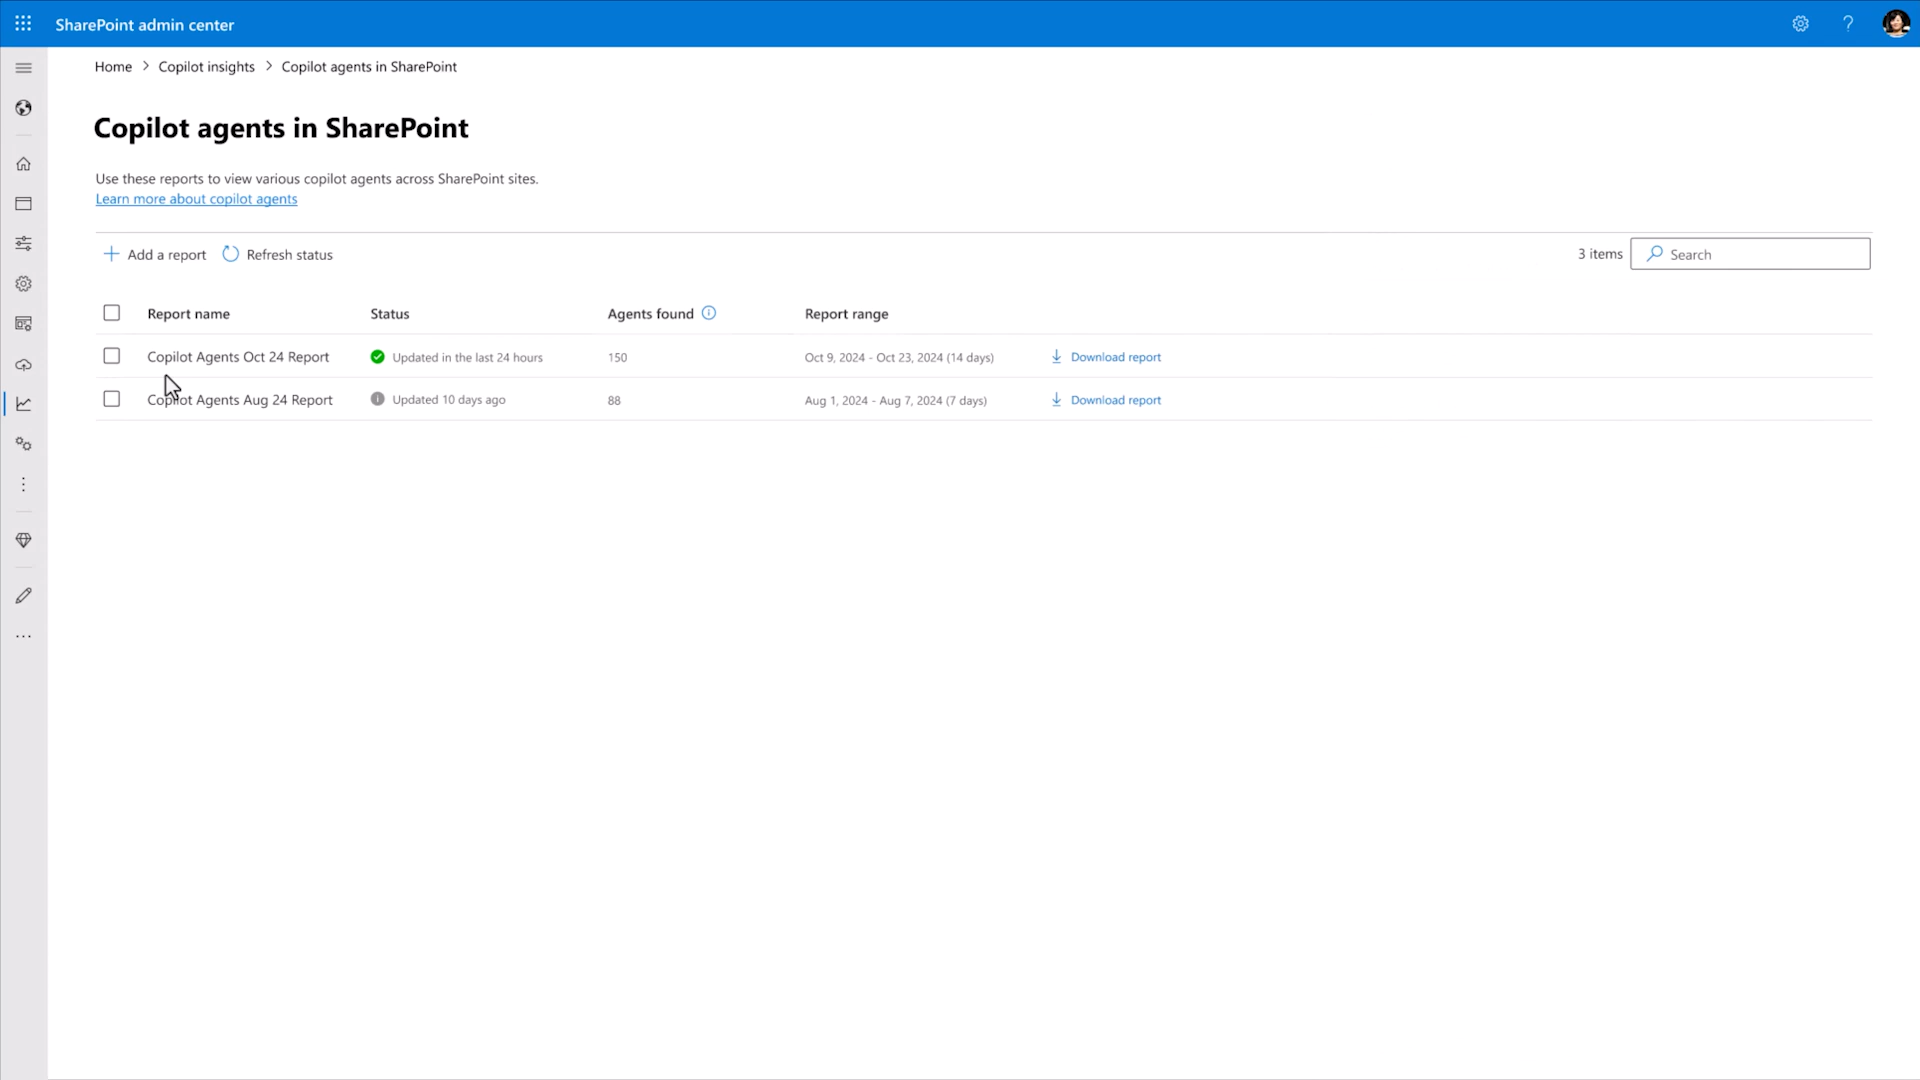 SharePoint admin center
Home > Copilot insights > Copilot agents in SharePoint
Copilot agents in SharePoint
Use these reports to view various copilot agents across SharePoint sites.
Learn more about copilot agents
Add a report Refresh status 3 items Search
Report name Status Agents found Report range
Copilot Agents Oct 24 Report Updated in the last 24 hours 150 Oct 9, 2024 - Oct 23, 2024 (14 days) Download report
Copilot Agents Aug 24 Report Updated 10 days ago 88 Aug 1, 2024 - Aug 7, 2024 (7 days) Download report